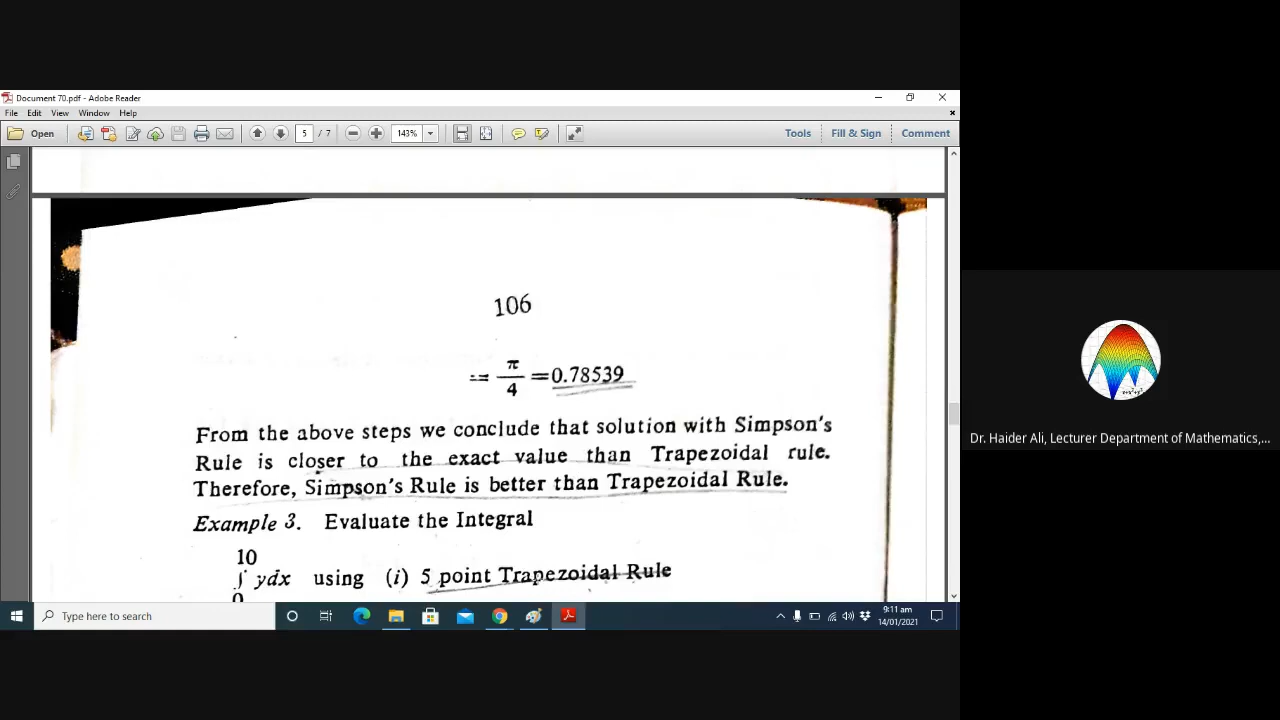 Document 70.pdf - Adobe Reader
File Edit View Window Help
Open 5 / 7 143% Tools Fill & Sign Comment
106
= π/4 = 0.78539
From the above steps we conclude that solution with Simpson's
Rule is closer to the exact value than Trapezoidal rule.
Therefore, Simpson's Rule is better than Trapezoidal Rule.
Example 3. Evaluate the Integral
10
∫ ydx using (i) 5 point Trapezoidal Rule
0
Type here to search
9:11 am
14/01/2021
Dr. Haider Ali, Lecturer Department of Mathematics,...